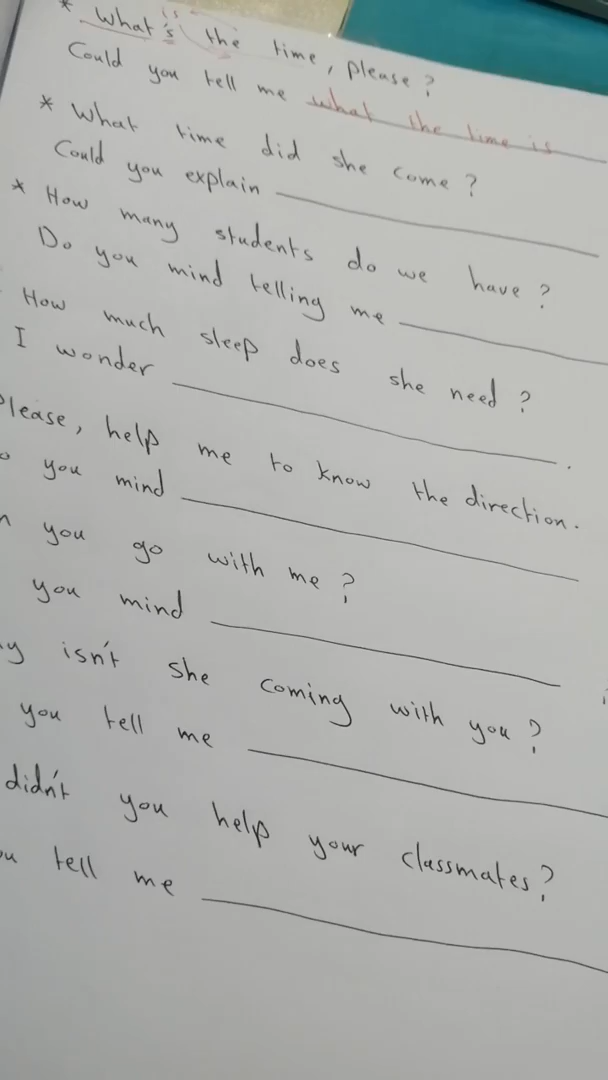 is
* What's the time, please?
Could you tell me what the time is
* What time did she come?
Could you explain
* How many students do we have?
Do you mind telling me
How much sleep does she need?
I wonder .
Please, help me to know the direction.
you mind
you go with me?
you mind
isn't she coming with you?
you tell me
didn't you help your classmates?
tell me